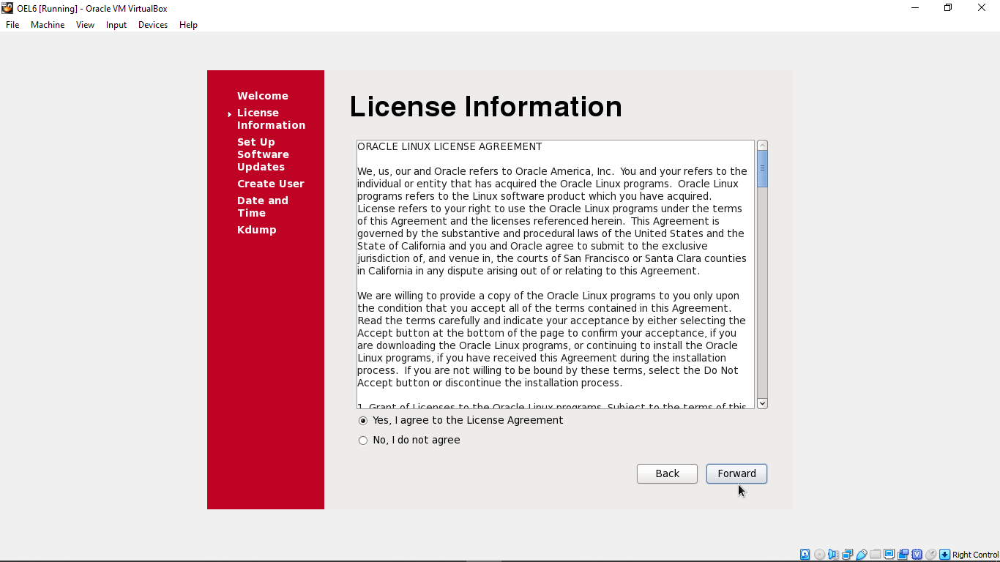 OEL6 [Running] - Oracle VM VirtualBox
File Machine View Input Devices Help
Welcome
License
Information
Set Up
Software
Updates
Create User
Date and
Time
Kdump
License Information
ORACLE LINUX LICENSE AGREEMENT
We, us, our and Oracle refers to Oracle America, Inc.  You and your refers to the
individual or entity that has acquired the Oracle Linux programs.  Oracle Linux
programs refers to the Linux software product which you have acquired.
License refers to your right to use the Oracle Linux programs under the terms
of this Agreement and the licenses referenced herein.  This Agreement is
governed by the substantive and procedural laws of the United States and the
State of California and you and Oracle agree to submit to the exclusive
jurisdiction of, and venue in, the courts of San Francisco or Santa Clara counties
in California in any dispute arising out of or relating to this Agreement.
We are willing to provide a copy of the Oracle Linux programs to you only upon
the condition that you accept all of the terms contained in this Agreement.
Read the terms carefully and indicate your acceptance by either selecting the
Accept button at the bottom of the page to confirm your acceptance, if you
are downloading the Oracle Linux programs, or continuing to install the Oracle
Linux programs, if you have received this Agreement during the installation
process.  If you are not willing to be bound by these terms, select the Do Not
Accept button or discontinue the installation process.
1. Grant of Licenses to the Oracle Linux programs. Subject to the terms of this
Yes, I agree to the License Agreement
No, I do not agree
Back
Forward
Right Control